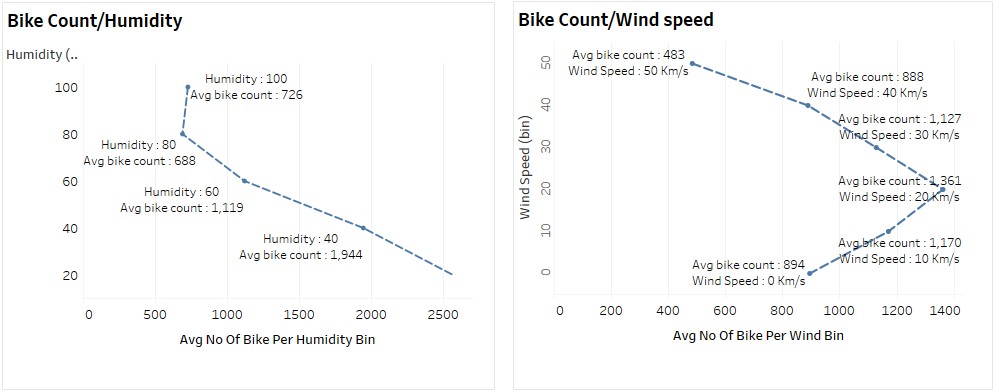 Bike Count/Humidity
Humidity (..
100
80
60
40
20
Humidity : 100
Avg bike count : 726
Humidity : 80
Avg bike count : 688
Humidity : 60
Avg bike count : 1,119
Humidity : 40
Avg bike count : 1,944
0 500 1000 1500 2000 2500
Avg No Of Bike Per Humidity Bin
Bike Count/Wind speed
Wind Speed (bin)
50
40
30
20
10
0
Avg bike count : 483
Wind Speed : 50 Km/s
Avg bike count : 888
Wind Speed : 40 Km/s
Avg bike count : 1,127
Wind Speed : 30 Km/s
Avg bike count : 1,361
Wind Speed : 20 Km/s
Avg bike count : 1,170
Wind Speed : 10 Km/s
Avg bike count : 894
Wind Speed : 0 Km/s
0 200 400 600 800 1000 1200 1400
Avg No Of Bike Per Wind Bin